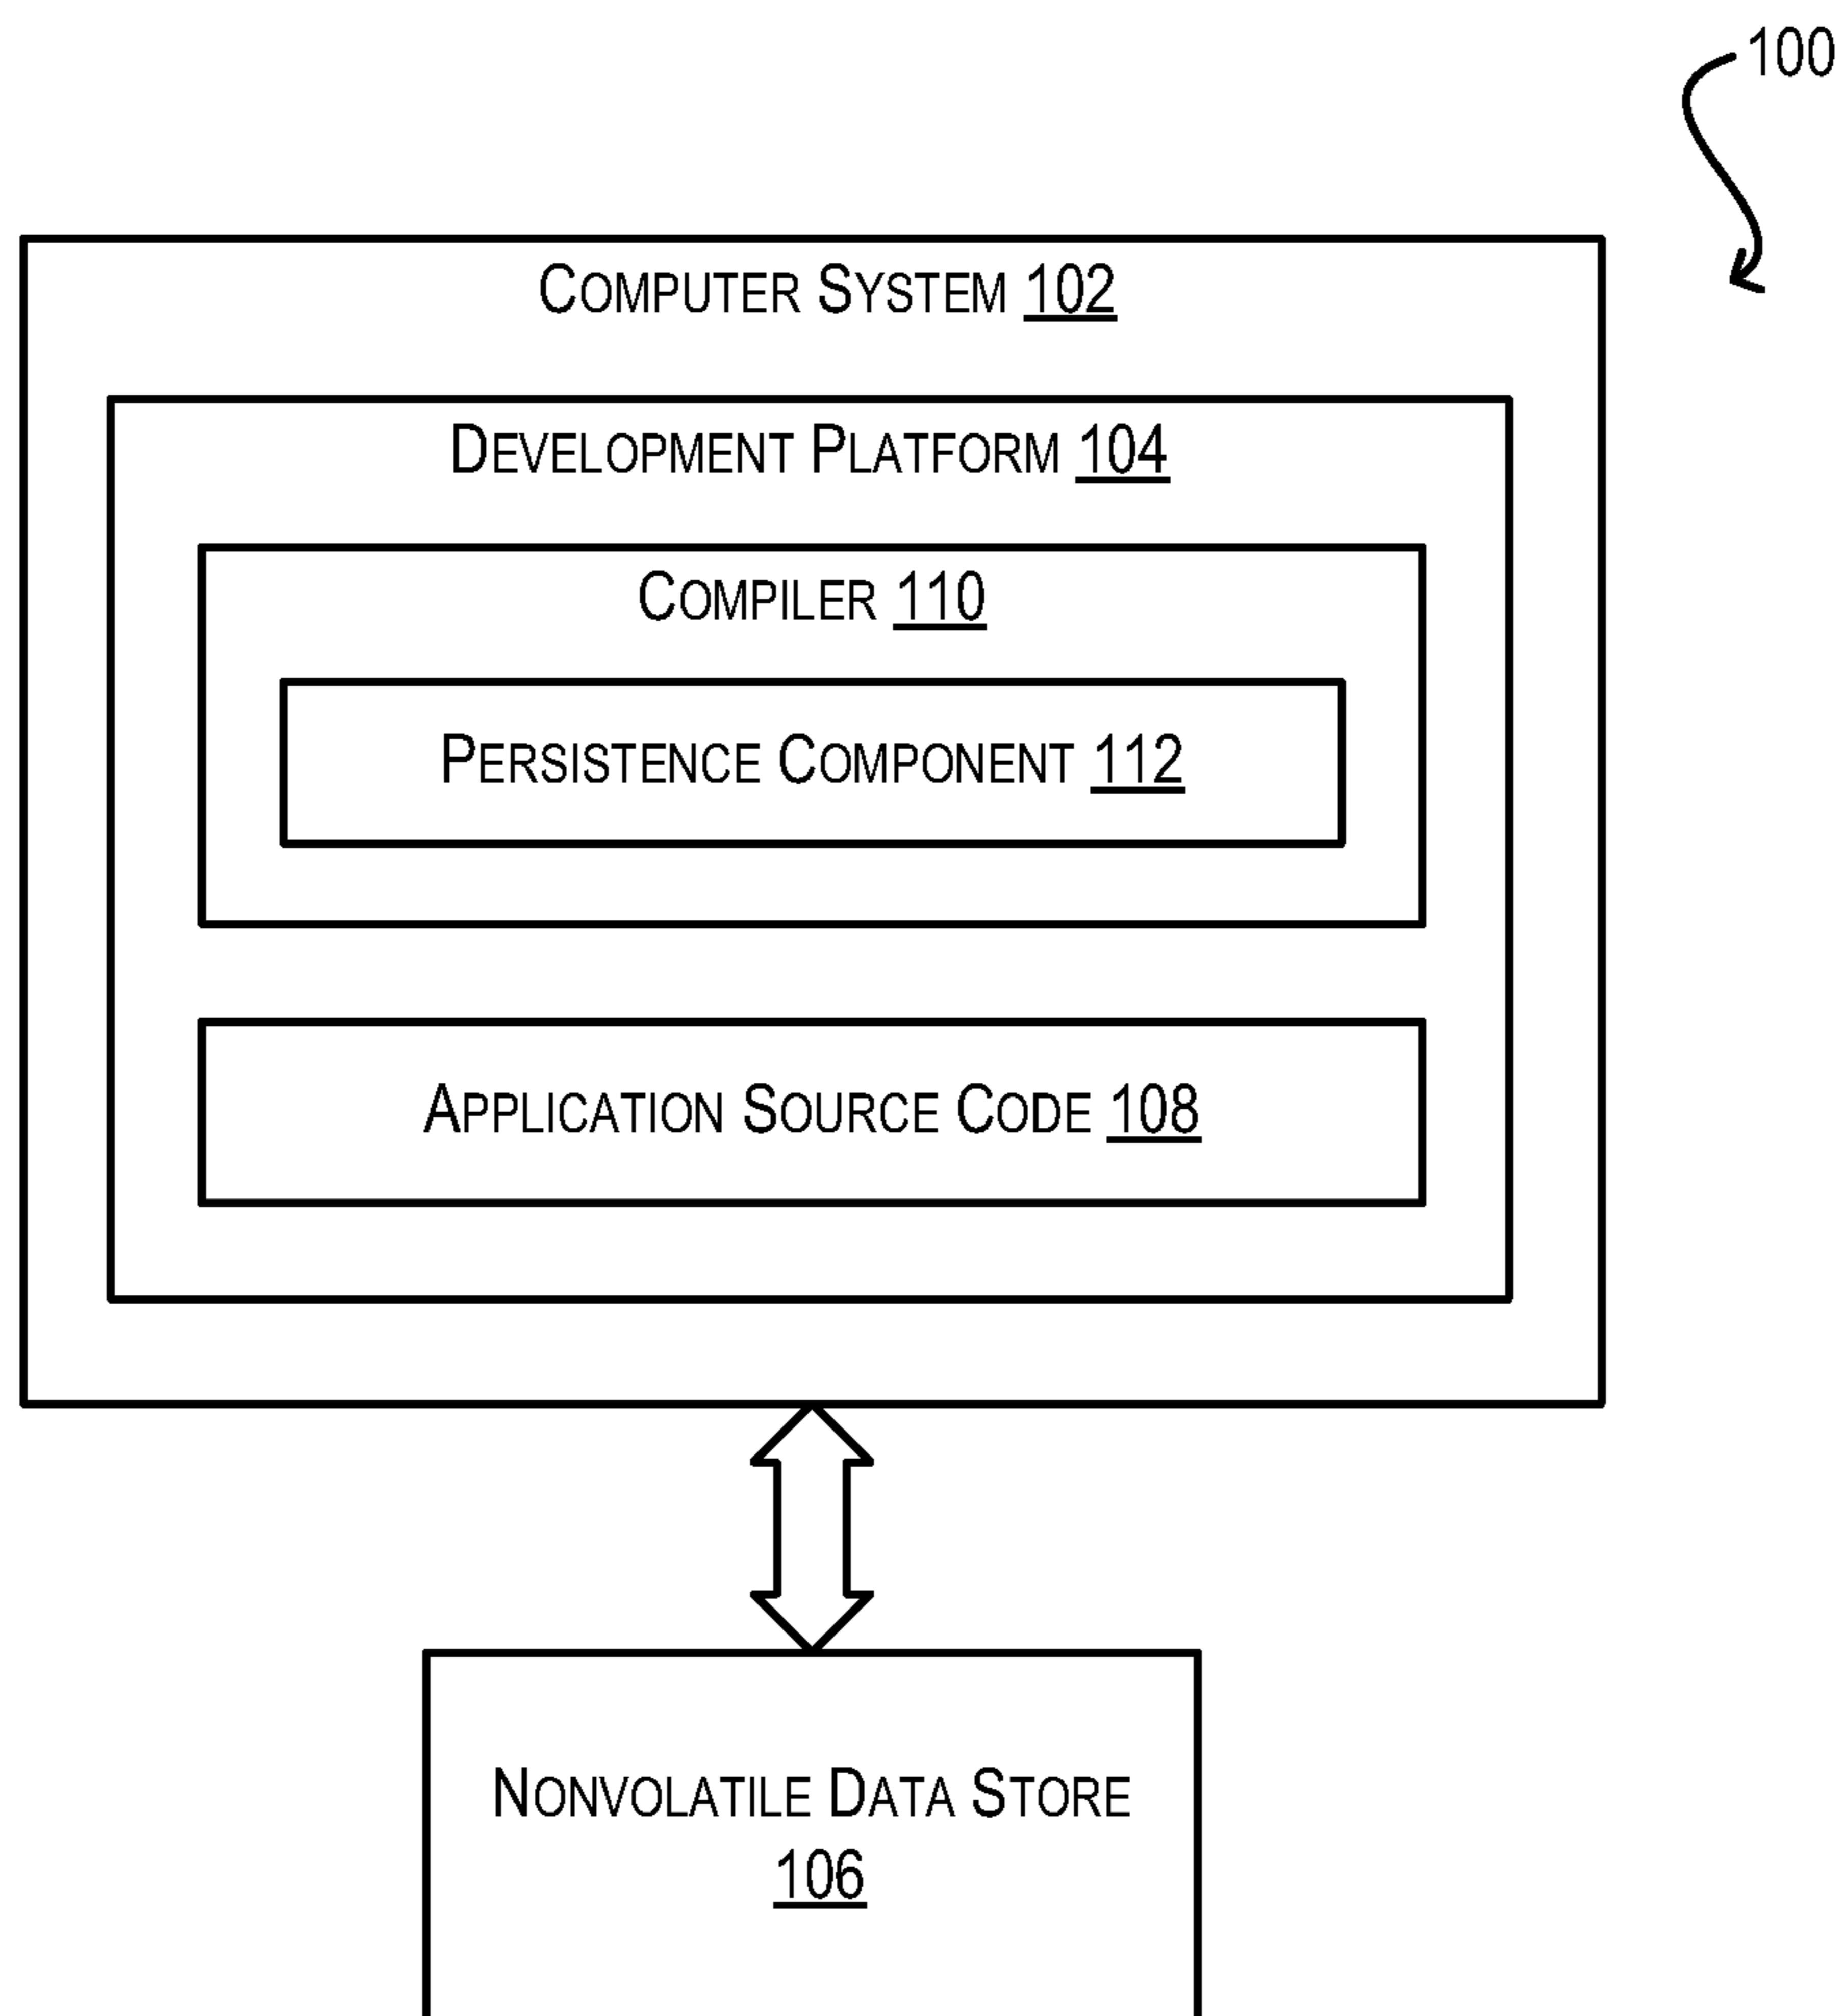 100
COMPUTER SYSTEM 102
DEVELOPMENT PLATFORM 104
COMPILER 110
PERSISTENCE COMPONENT 112
APPLICATION SOURCE CODE 108
NONVOLATILE DATA STORE
106